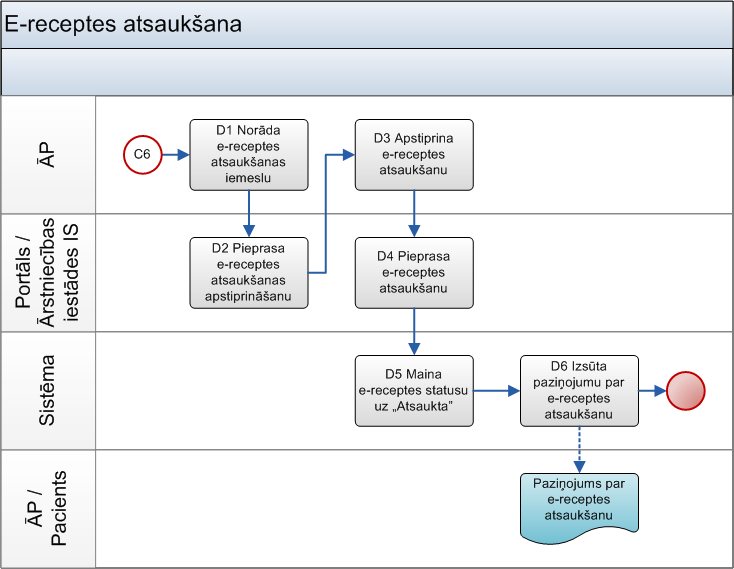 E-receptes atsaukšana
ĀP
C6
D1 Norāda
e-receptes
atsaukšanas
iemeslu
D3 Apstiprina
e-receptes
atsaukšanu
Portāls /
Ārstniecības
iestādes IS
D2 Pieprasa
e-receptes
atsaukšanas
apstiprināšanu
D4 Pieprasa
e-receptes
atsaukšanu
Sistēma
D5 Maina
e-receptes statusu
uz „Atsaukta”
D6 Izsūta
paziņojumu par
e-receptes
atsaukšanu
ĀP /
Pacients
Paziņojums par
e-receptes
atsaukšanu